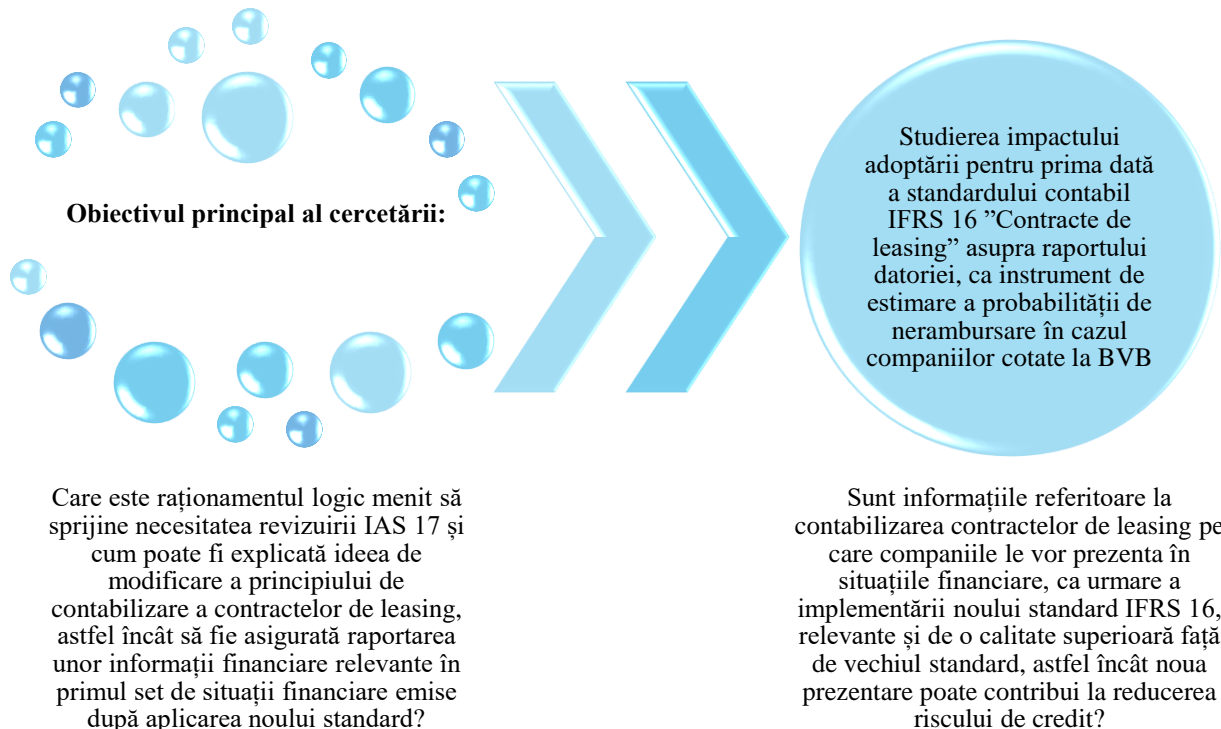 Obiectivul principal al cercetării:
Studierea impactului
adoptării pentru prima dată
a standardului contabil
IFRS 16 ”Contracte de
leasing” asupra raportului
datoriei, ca instrument de
estimare a probabilității de
nerambursare în cazul
companiilor cotate la BVB
Care este raționamentul logic menit să
sprijine necesitatea revizuirii IAS 17 și
cum poate fi explicată ideea de
modificare a principiului de
contabilizare a contractelor de leasing,
astfel încât să fie asigurată raportarea
unor informații financiare relevante în
primul set de situații financiare emise
după aplicarea noului standard?
Sunt informațiile referitoare la
contabilizarea contractelor de leasing pe
care companiile le vor prezenta în
situațiile financiare, ca urmare a
implementării noului standard IFRS 16,
relevante și de o calitate superioară față
de vechiul standard, astfel încât noua
prezentare poate contribui la reducerea
riscului de credit?